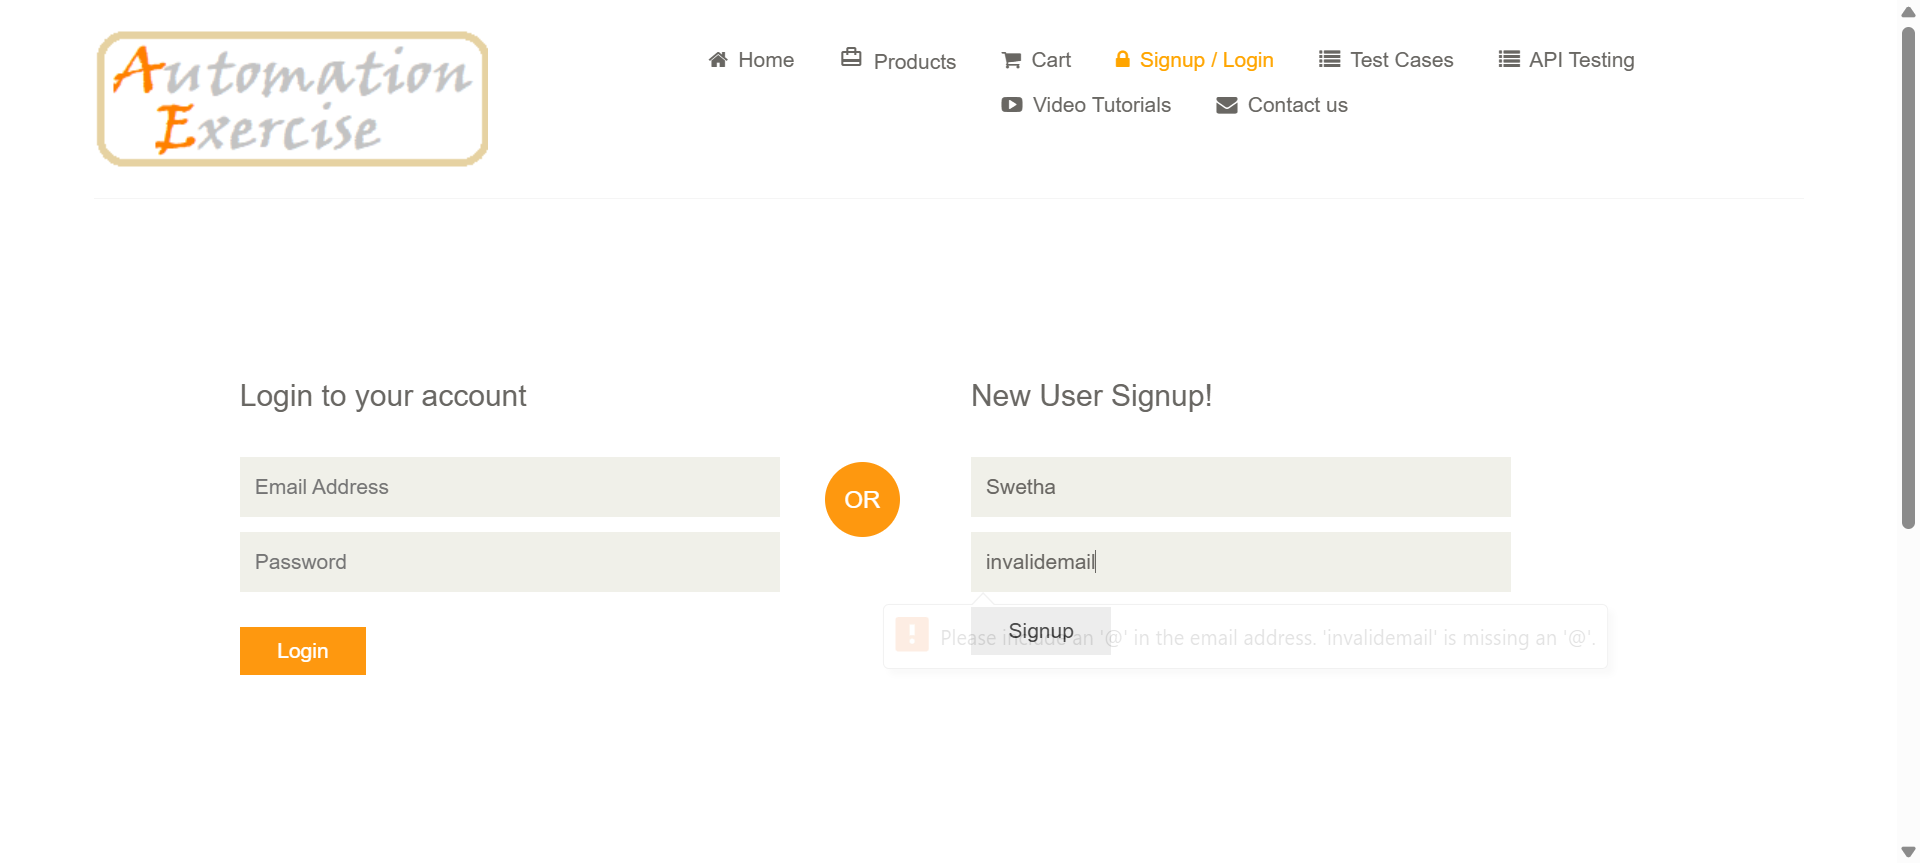 Automation
Exercise
Home
Products
Cart
Signup / Login
Test Cases
API Testing
Video Tutorials
Contact us
Login to your account
Email Address
Password
Login
OR
New User Signup!
Swetha
invalidemail
Signup
Please include an '@' in the email address. 'invalidemail' is missing an '@'.